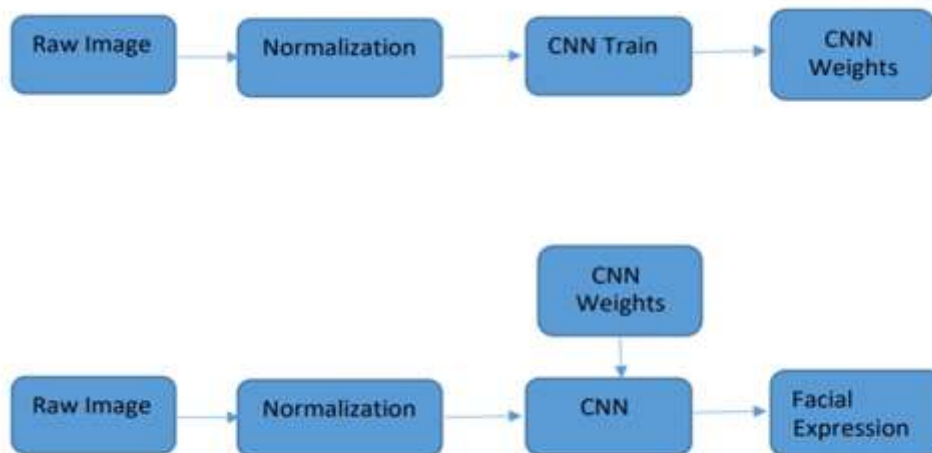 Raw Image
Normalization
CNN Train
CNN
Weights
CNN
Weights
Raw Image
Normalization
CNN
Facial
Expression